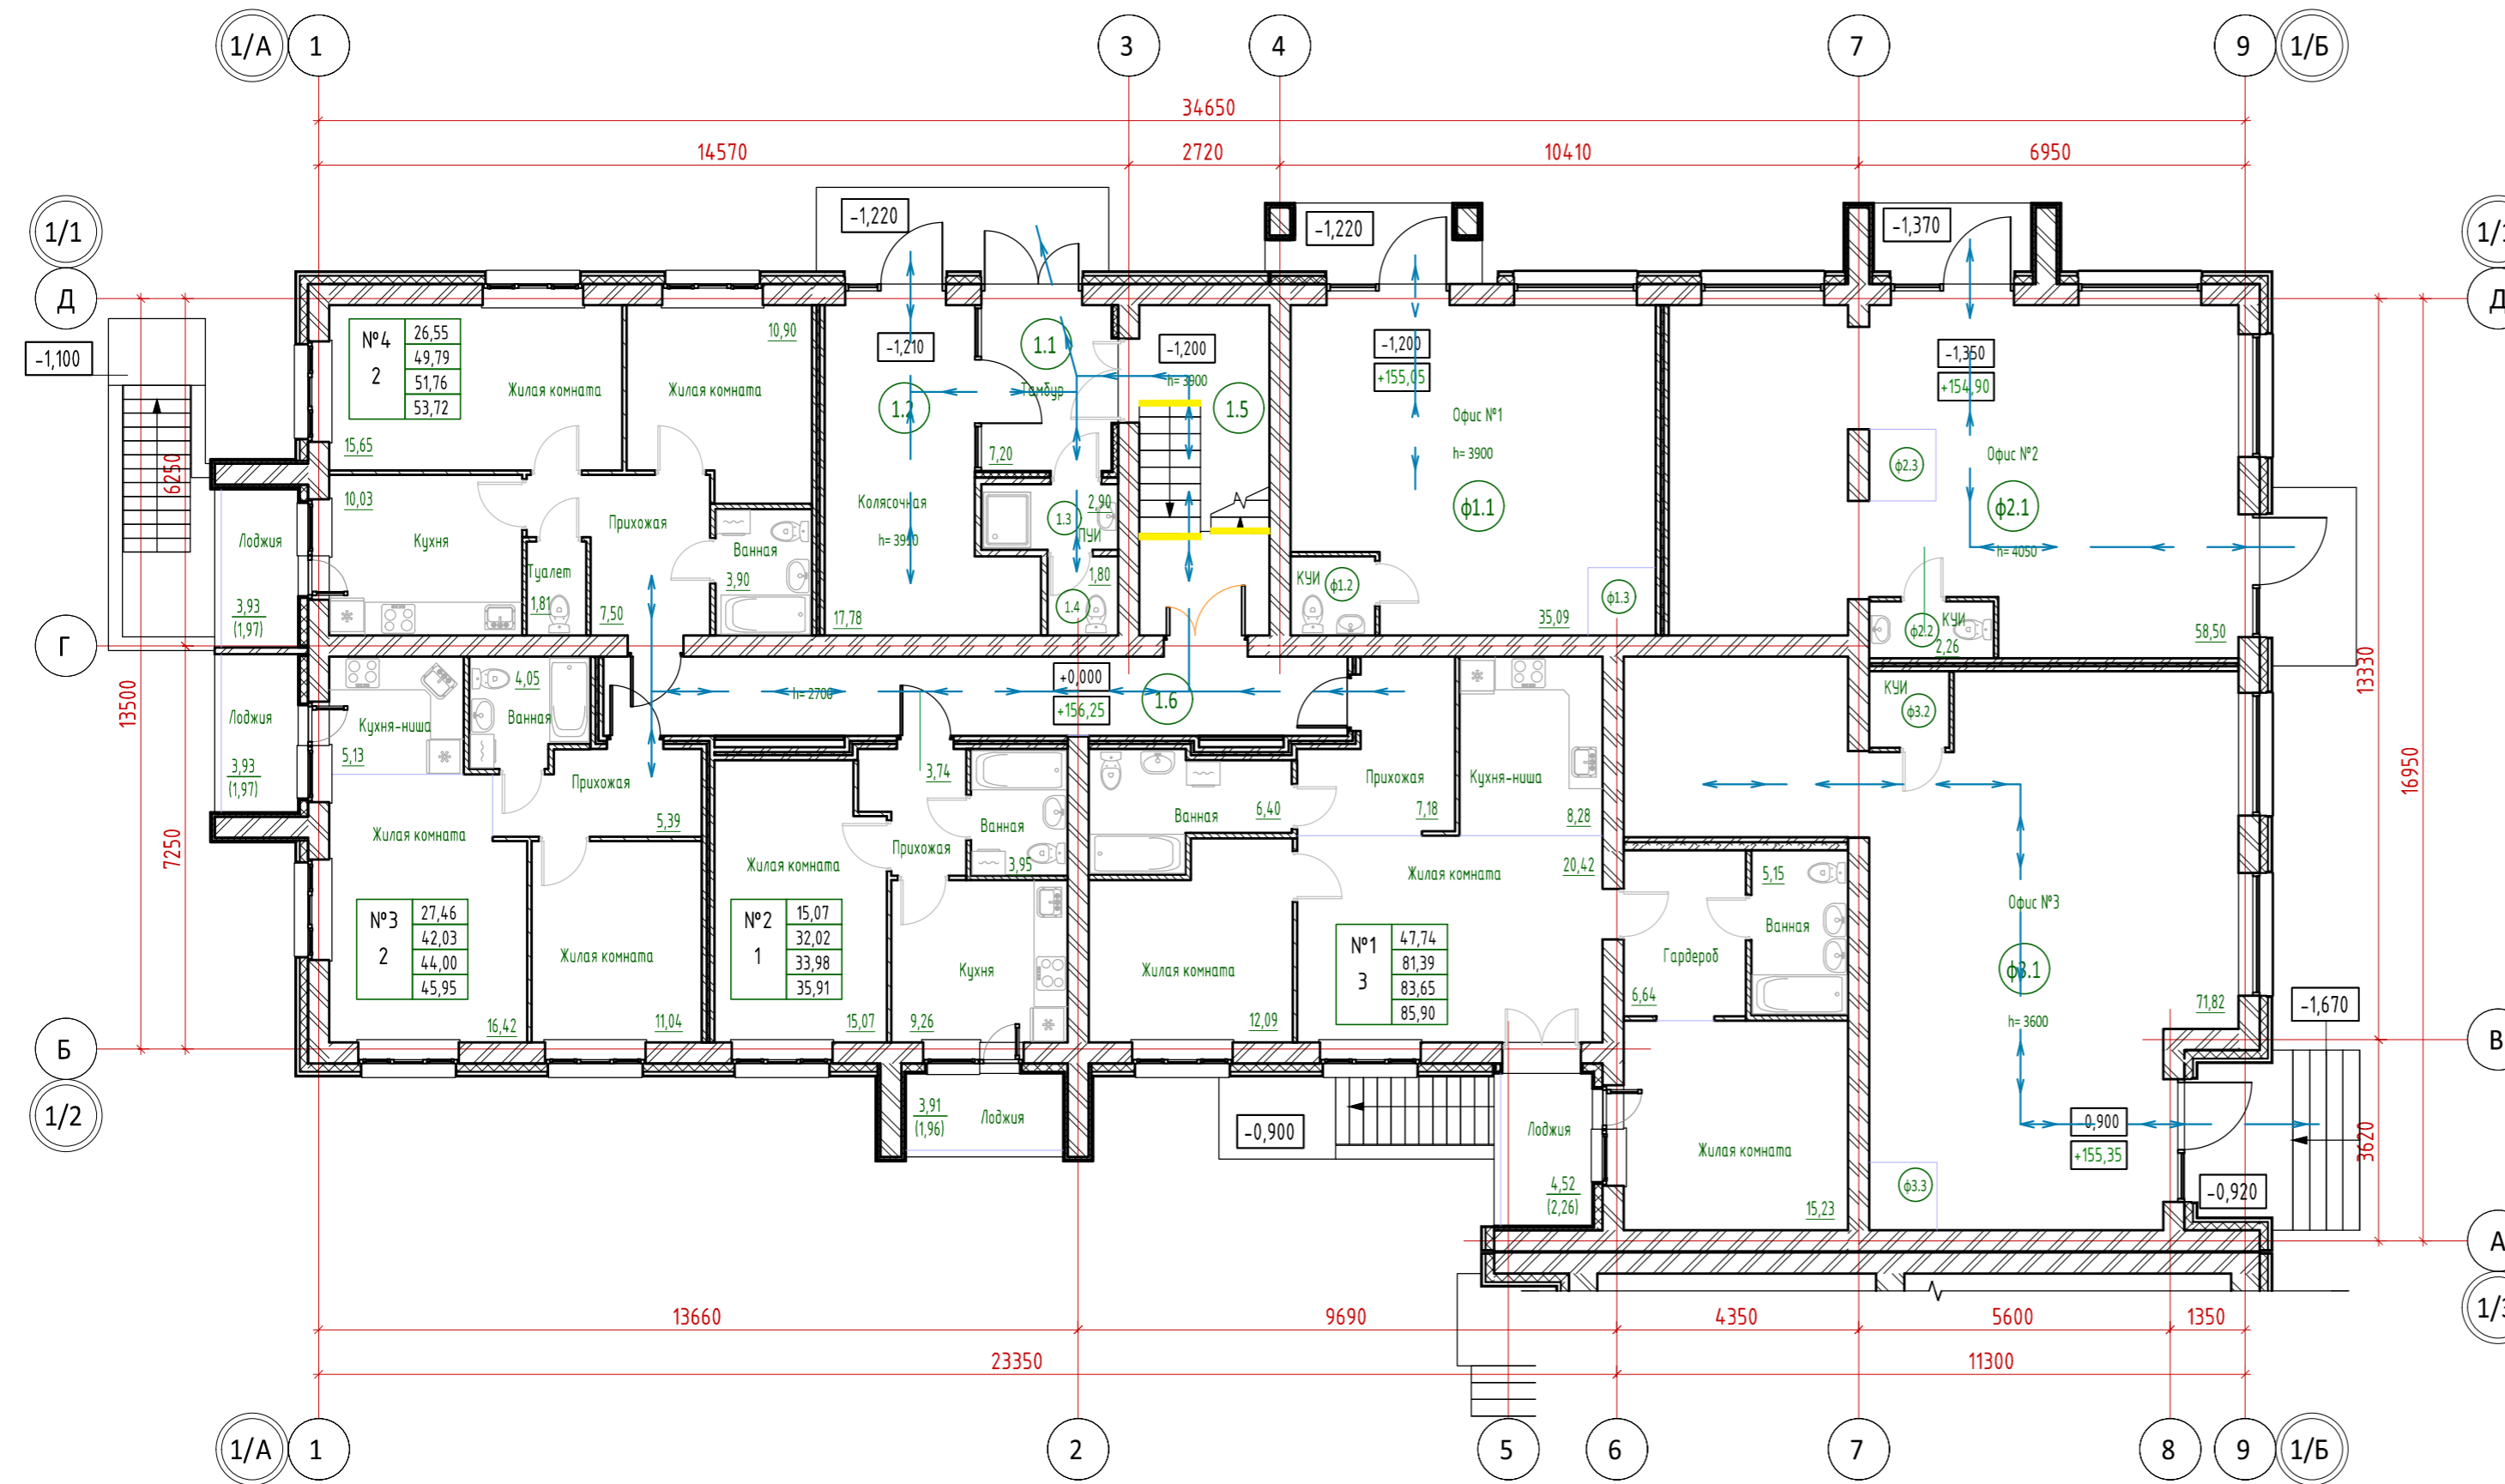 1/А 1 3 4 7 9 1/Б
34650
14570 2720 10410 6950
1/1
Д
-1,220
-1,220
-1,370
Д
-1,100
№4
2
26,55
49,79
51,76
53,72
Жилая комната
15,65
10,90
Жилая комната
-1,210
1.2
1.1
Тамбур
7,20
-1,200
h= 3900
1.5
-1,200
+155,05
Офис №1
h= 3900
ф1.1
-1,350
+154,90
Офис №2
ф2.3
ф2.1
h= 4050
6250
10,03
Кухня
Прихожая
Туалет
1,81
7,50
Ванная
3,90
Колясочная
17,78
2,90
1.3
ПУИ
1,80
1.4
КУИ
ф1.2
ф1.3
35,09
КУИ
ф2.2
2,26
58,50
Лоджия
3,93
(1,97)
Г
13500
13330
16950
Лоджия
3,93
(1,97)
Кухня-ниша
5,13
4,05
Ванная
h= 2700
+0,000
+156,25
1.6
КУИ
ф3.2
Прихожая
5,39
3,74
Прихожая
Ванная
3,95
Ванная
6,40
Прихожая
7,18
Кухня-ниша
8,28
7250
Жилая комната
№3
2
27,46
42,03
44,00
45,95
16,42
Жилая комната
11,04
Жилая комната
№2
1
15,07
32,02
33,98
35,91
15,07
Кухня
9,26
Жилая комната
12,09
Жилая комната
20,42
№1
3
47,74
81,39
83,65
85,90
Гардероб
6,64
5,15
Ванная
Офис №3
ф3.1
71,82
h= 3600
-1,670
Б
В
1/2
3,91
(1,96)
Лоджия
-0,900
Лоджия
4,52
(2,26)
Жилая комната
15,23
-0,900
+155,35
ф3.3
-0,920
3620
А
13660 9690 4350 5600 1350
23350 11300
1/А 1 2 5 6 7 8 9 1/Б